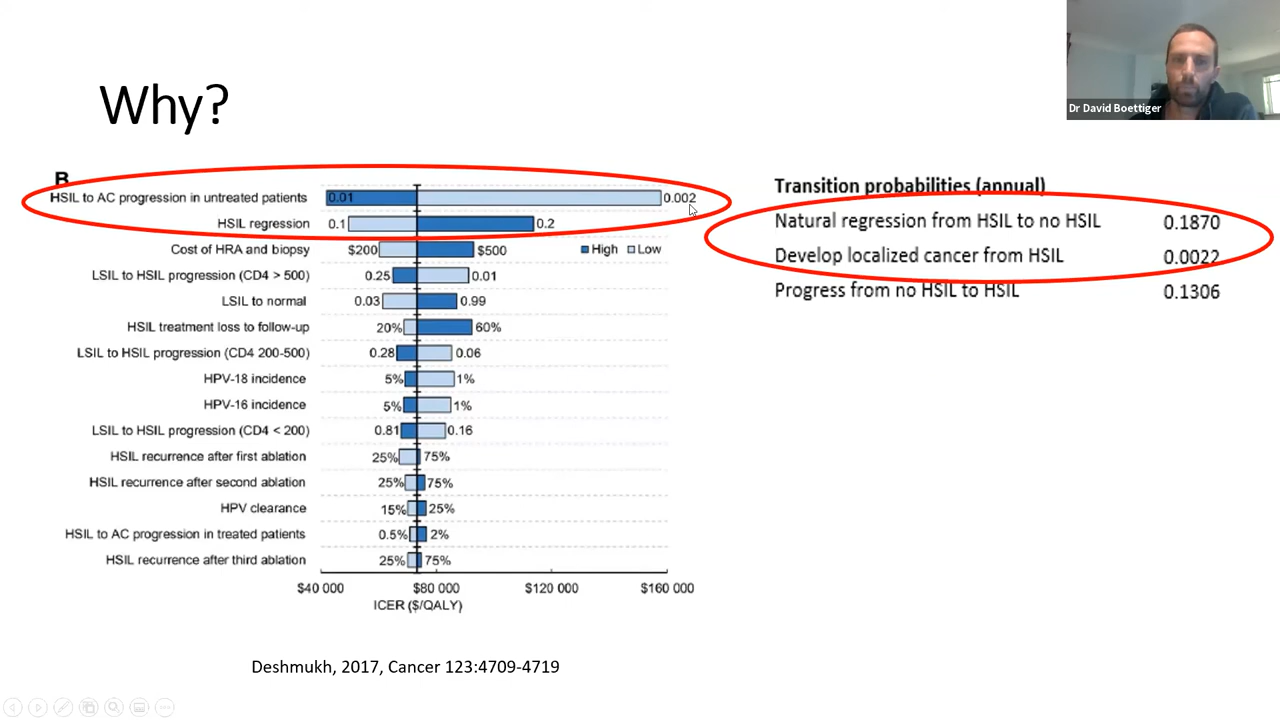 Dr David Boettiger
Why?
B
HSIL to AC progression in untreated patients 0.01 0.002
HSIL regression 0.1 0.2
Cost of HRA and biopsy $200 $500 High Low
LSIL to HSIL progression (CD4 > 500) 0.25 0.01
LSIL to normal 0.03 0.99
HSIL treatment loss to follow-up 20% 60%
LSIL to HSIL progression (CD4 200-500) 0.28 0.06
HPV-18 incidence 5% 1%
HPV-16 incidence 5% 1%
LSIL to HSIL progression (CD4 < 200) 0.81 0.16
HSIL recurrence after first ablation 25% 75%
HSIL recurrence after second ablation 25% 75%
HPV clearance 15% 25%
HSIL to AC progression in treated patients 0.5% 2%
HSIL recurrence after third ablation 25% 75%
$40 000 $80 000 $120 000 $160 000
ICER ($/QALY)
Transition probabilities (annual)
Natural regression from HSIL to no HSIL 0.1870
Develop localized cancer from HSIL 0.0022
Progress from no HSIL to HSIL 0.1306
Deshmukh, 2017, Cancer 123:4709-4719